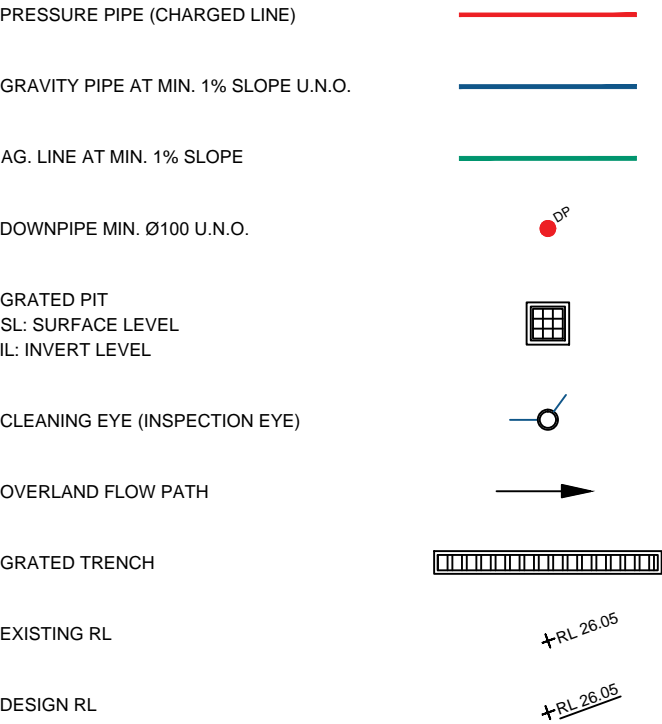 PRESSURE PIPE (CHARGED LINE)
GRAVITY PIPE AT MIN. 1% SLOPE U.N.O.
AG. LINE AT MIN. 1% SLOPE
DOWNPIPE MIN. Ø100 U.N.O.
DP
GRATED PIT
SL: SURFACE LEVEL
IL: INVERT LEVEL
CLEANING EYE (INSPECTION EYE)
OVERLAND FLOW PATH
GRATED TRENCH
EXISTING RL
RL 26.05
DESIGN RL
RL 26.05